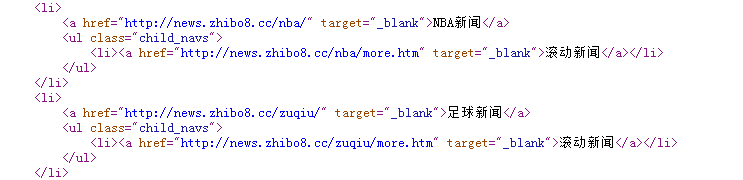 <li>
<a href="http://news.zhibo8.cc/nba/" target="_blank">NBA新闻</a>
<ul class="child_navs">
<li><a href="http://news.zhibo8.cc/nba/more.htm" target="_blank">滚动新闻</a></li>
</ul>
</li>
<li>
<a href="http://news.zhibo8.cc/zuqiu/" target="_blank">足球新闻</a>
<ul class="child_navs">
<li><a href="http://news.zhibo8.cc/zuqiu/more.htm" target="_blank">滚动新闻</a></li>
</ul>
</li>